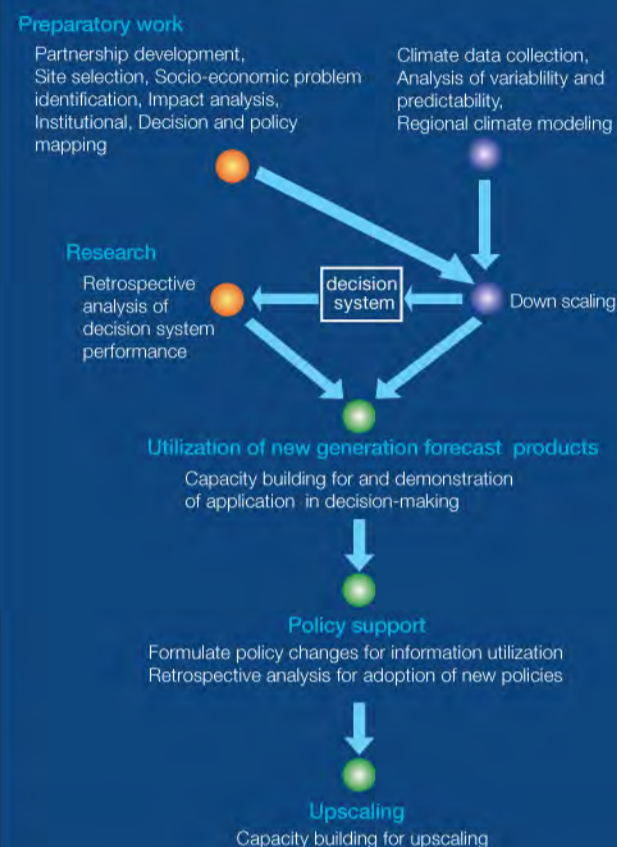 Preparatory work
Partnership development,
Site selection, Socio-economic problem
identification, Impact analysis,
Institutional, Decision and policy
mapping
Climate data collection,
Analysis of variablility and
predictability,
Regional climate modeling
Research
Retrospective
analysis of
decision system
performance
decision
system
Down scaling
Utilization of new generation forecast products
Capacity building for and demonstration
of application in decision-making
Policy support
Formulate policy changes for information utilization
Retrospective analysis for adoption of new policies
Upscaling
Capacity building for upscaling